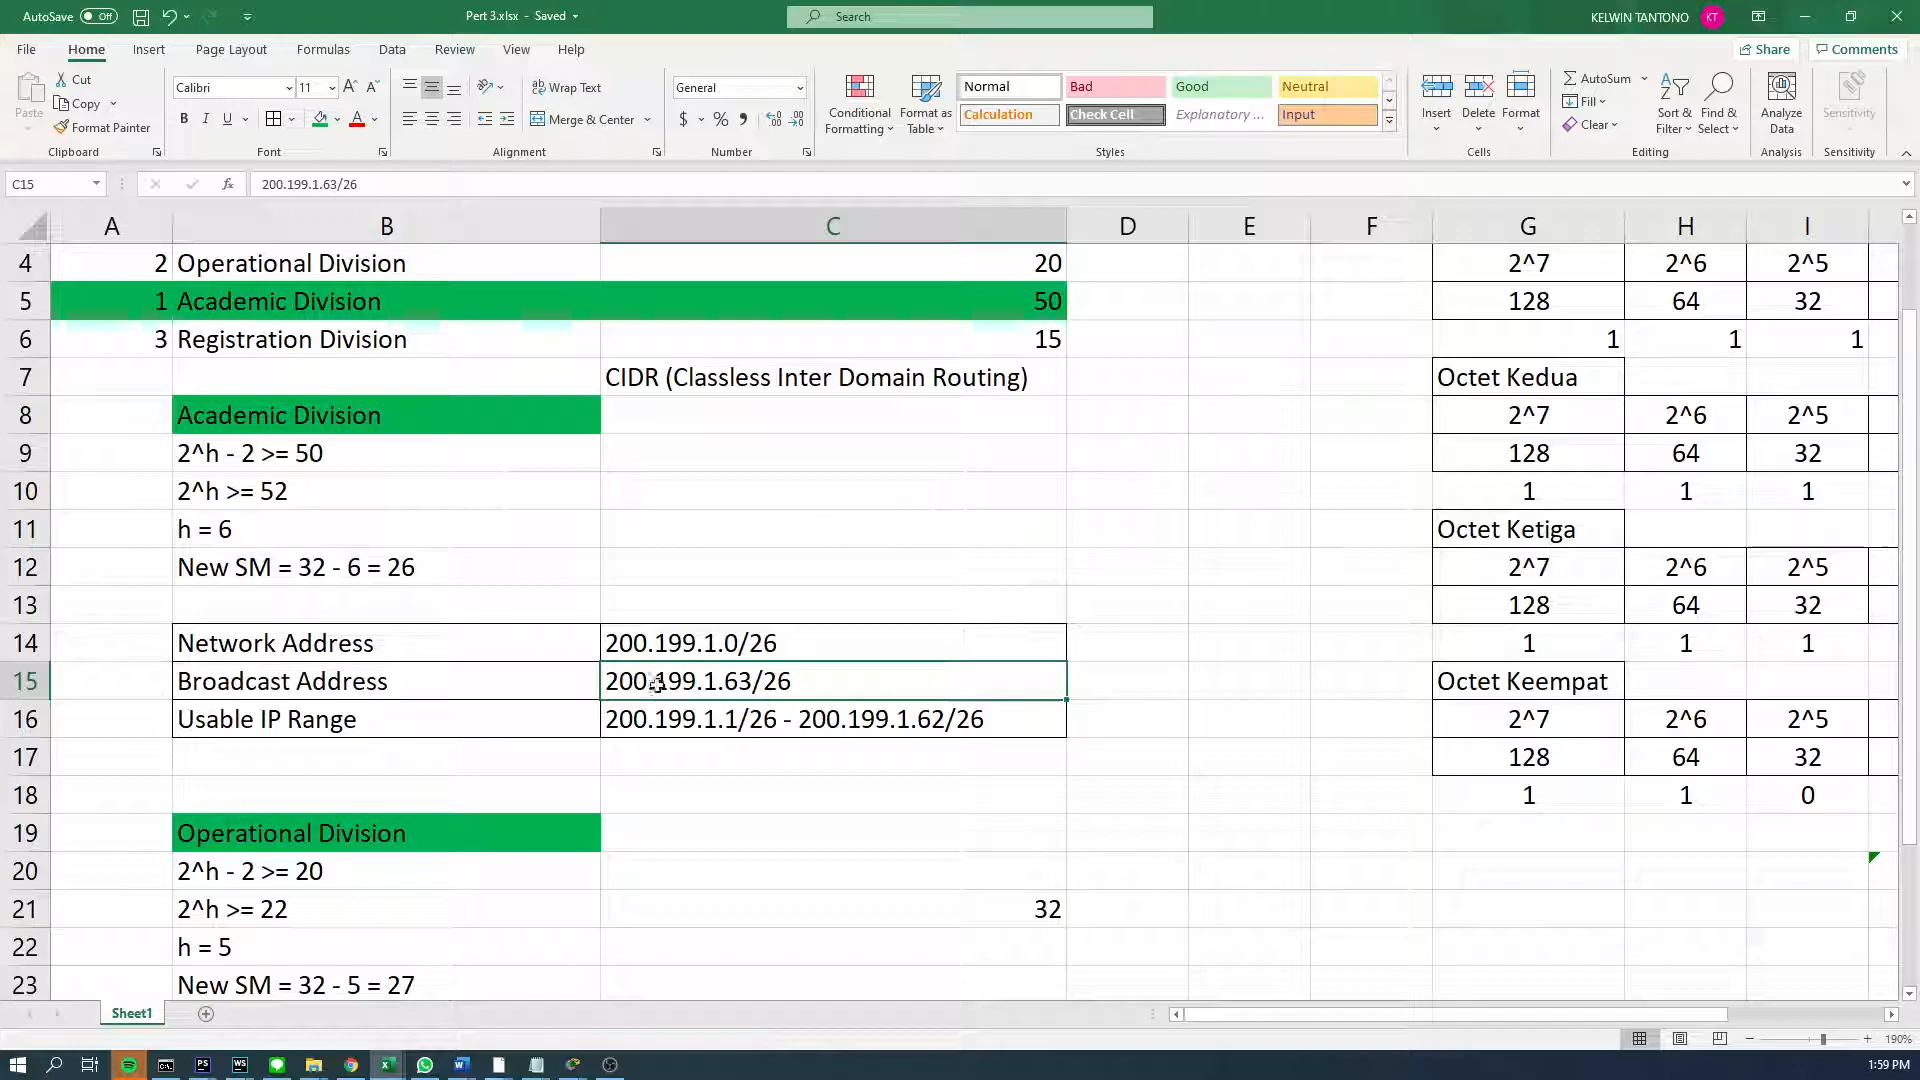 AutoSave Off
Pert 3.xlsx - Saved
Search
KELWIN TANTONO KT
File Home Insert Page Layout Formulas Data Review View Help
Share Comments
Paste
Cut
Copy
Format Painter
Clipboard
Calibri 11
B I U
Font
Wrap Text
Merge & Center
Alignment
General
$ % ,
Number
Conditional Formatting
Format as Table
Normal Bad Good Neutral
Calculation Check Cell Explanatory ... Input
Styles
Insert Delete Format
Cells
AutoSum
Fill
Clear
Sort & Filter
Find & Select
Editing
Analyze Data
Analysis
Sensitivity
Sensitivity
C15 fx 200.199.1.63/26
A B C D E F G H I
4 2 Operational Division 20 2^7 2^6 2^5
5 1 Academic Division 50 128 64 32
6 3 Registration Division 15 1 1 1
7 CIDR (Classless Inter Domain Routing) Octet Kedua
8 Academic Division 2^7 2^6 2^5
9 2^h - 2 >= 50 128 64 32
10 2^h >= 52 1 1 1
11 h = 6 Octet Ketiga
12 New SM = 32 - 6 = 26 2^7 2^6 2^5
13 128 64 32
14 Network Address 200.199.1.0/26 1 1 1
15 Broadcast Address 200.199.1.63/26 Octet Keempat
16 Usable IP Range 200.199.1.1/26 - 200.199.1.62/26 2^7 2^6 2^5
17 128 64 32
18 1 1 0
19 Operational Division
20 2^h - 2 >= 20
21 2^h >= 22 32
22 h = 5
23 New SM = 32 - 5 = 27
Sheet1
190%
1:59 PM